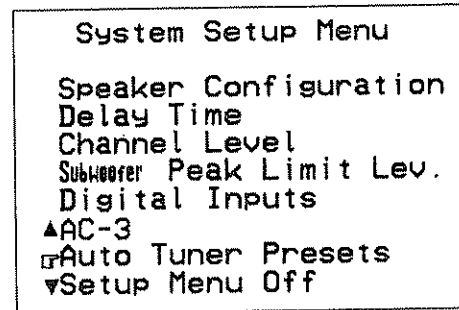 System Setup Menu
Speaker Configuration
Delay Time
Channel Level
Subwoofer Peak Limit Lev.
Digital Inputs
▲AC-3
☞Auto Tuner Presets
▼Setup Menu Off